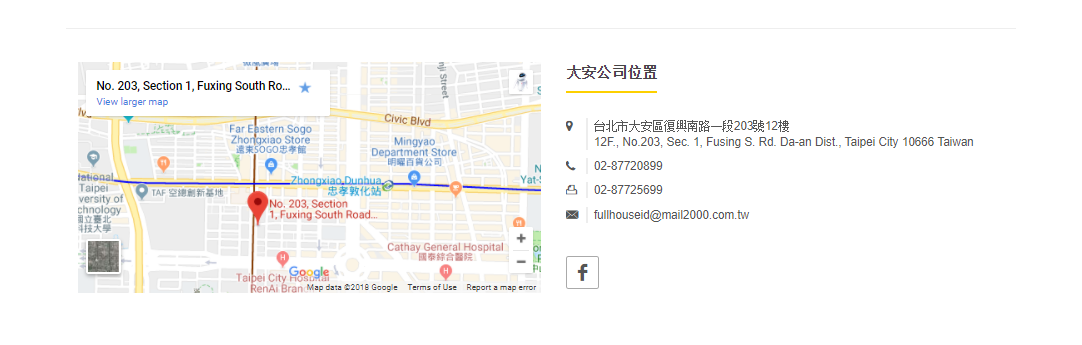 No. 203, Section 1, Fuxing South Ro...
View larger map
Civic Blvd
Far Eastern Sogo
Zhongxiao Store
遠東SOGO忠孝館
Mingyao
Department Store
明曜百貨公司
Zhongxiao Dunhua
忠孝敦化站
TAF 空總創新基地
National
Taipei
University of
Technology
國立臺北
科技大學
No. 203, Section
1, Fuxing South Road...
Cathay General Hospital
國泰綜合醫院
Taipei City Hospital
RenAi Bran
Google
Map data ©2018 Google
Terms of Use
Report a map error
大安公司位置
台北市大安區復興南路一段203號12樓
12F., No.203, Sec. 1, Fusing S. Rd. Da-an Dist., Taipei City 10666 Taiwan
02-87720899
02-87725699
fullhouseid@mail2000.com.tw